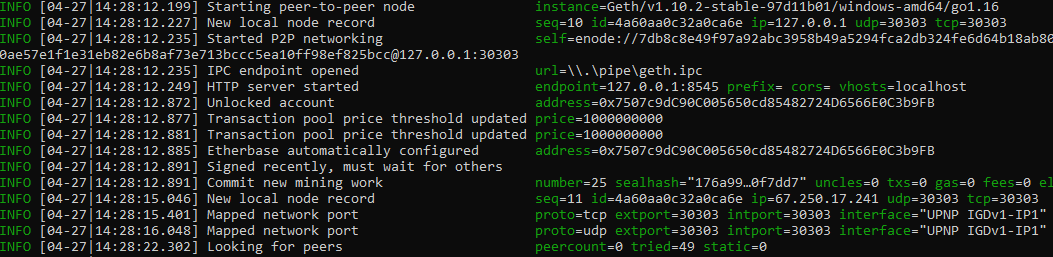 INFO [04-27|14:28:12.199] Starting peer-to-peer node instance=Geth/v1.10.2-stable-97d11b01/windows-amd64/go1.16
INFO [04-27|14:28:12.227] New local node record seq=10 id=4a60aa0c32a0ca6e ip=127.0.0.1 udp=30303 tcp=30303
INFO [04-27|14:28:12.235] Started P2P networking self=enode://7db8c8e49f97a92abc3958b49a5294fca2db324fe6d64b18ab80
0ae57e1f1e31eb82e6b8af73e713bccc5ea10ff98ef825bcc@127.0.0.1:30303
INFO [04-27|14:28:12.235] IPC endpoint opened url=\\.\pipe\geth.ipc
INFO [04-27|14:28:12.249] HTTP server started endpoint=127.0.0.1:8545 prefix= cors= vhosts=localhost
INFO [04-27|14:28:12.872] Unlocked account address=0x7507c9dC90C005650cd85482724D6566E0C3b9FB
INFO [04-27|14:28:12.877] Transaction pool price threshold updated price=1000000000
INFO [04-27|14:28:12.881] Transaction pool price threshold updated price=1000000000
INFO [04-27|14:28:12.885] Etherbase automatically configured address=0x7507c9dC90C005650cd85482724D6566E0C3b9FB
INFO [04-27|14:28:12.891] Signed recently, must wait for others
INFO [04-27|14:28:12.891] Commit new mining work number=25 sealhash="176a99…0f7dd7" uncles=0 txs=0 gas=0 fees=0 el
INFO [04-27|14:28:15.046] New local node record seq=11 id=4a60aa0c32a0ca6e ip=67.250.17.241 udp=30303 tcp=30303
INFO [04-27|14:28:15.401] Mapped network port proto=tcp extport=30303 intport=30303 interface="UPNP IGDv1-IP1"
INFO [04-27|14:28:16.048] Mapped network port proto=udp extport=30303 intport=30303 interface="UPNP IGDv1-IP1"
INFO [04-27|14:28:22.302] Looking for peers peercount=0 tried=49 static=0